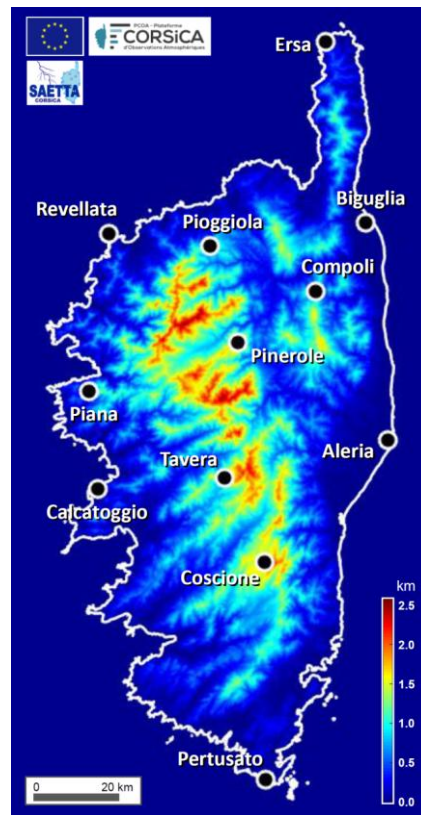 PCOA - Plateforme
CORSiCA
d'Observations Atmosphériques
SAETTA
CORSICA
Ersa
Revellata
Biguglia
Pioggiola
Compoli
Pinerole
Piana
Aleria
Tavera
Calcatoggio
Coscione
km
2.5
2.0
1.5
1.0
0.5
0.0
Pertusato
0 20 km